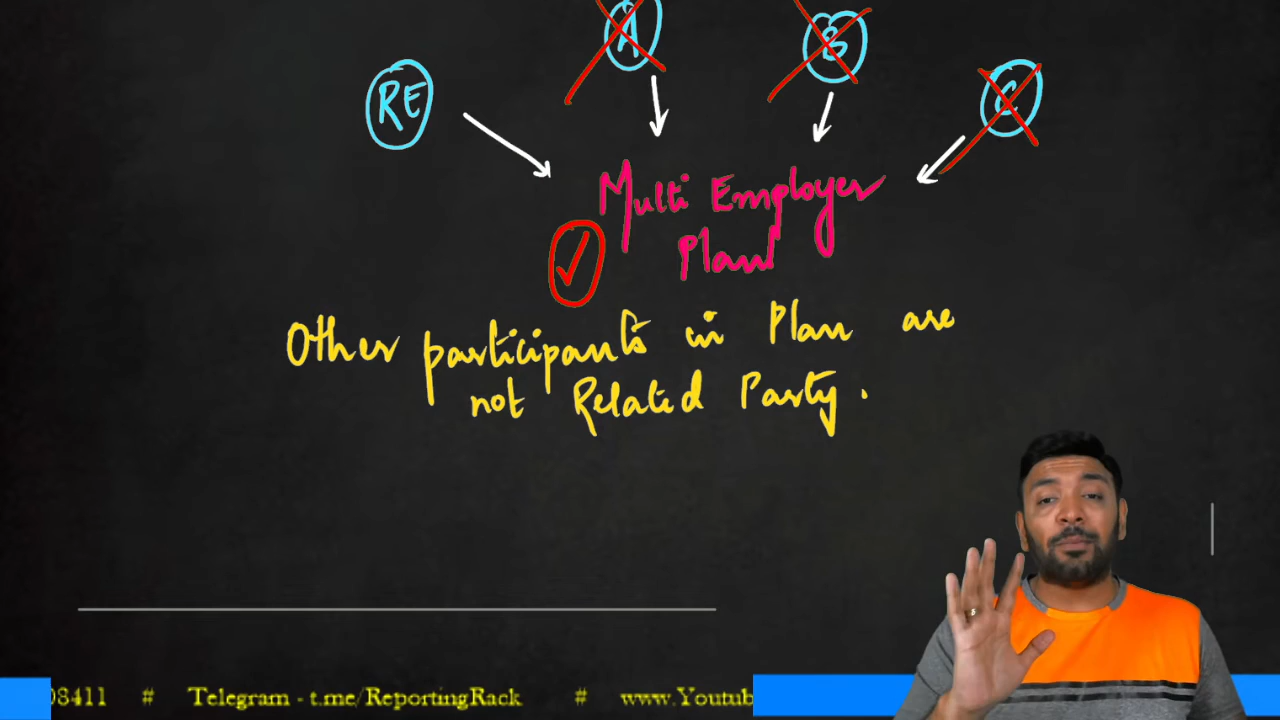 A
B
RE
C
Multi Employer
Plan
Other participants in Plan are
not Related Party.
08411 # Telegram - t.me/ReportingRack # www.Youtub